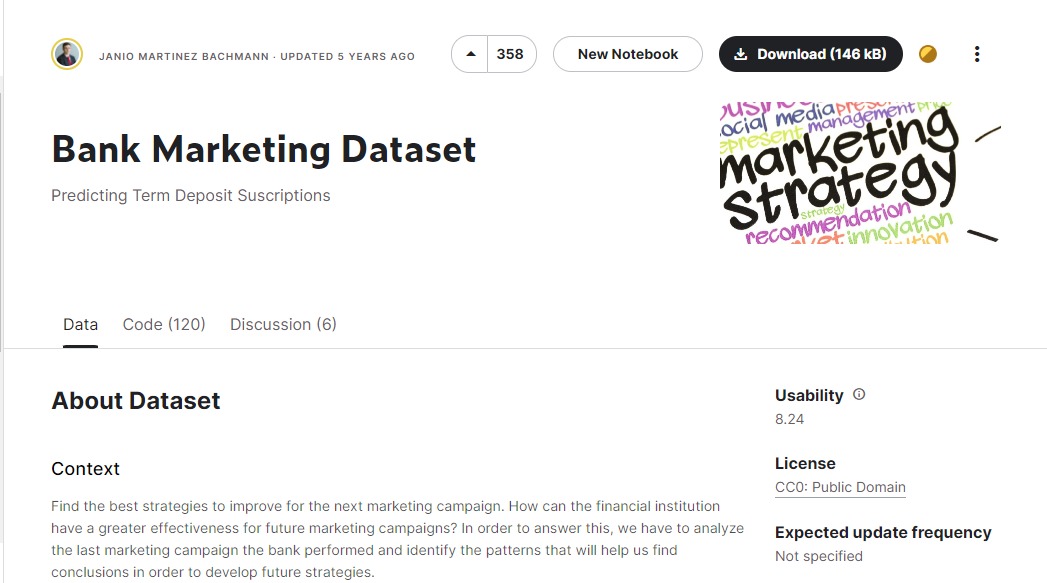 JANIO MARTINEZ BACHMANN · UPDATED 5 YEARS AGO
358
New Notebook
Download (146 kB)
Bank Marketing Dataset
Predicting Term Deposit Suscriptions
business
social media present price
represent management
marketing
strategy
strategy
recommendation
market innovation
Data
Code (120)
Discussion (6)
About Dataset
Usability
8.24
Context
License
CC0: Public Domain
Find the best strategies to improve for the next marketing campaign. How can the financial institution
have a greater effectiveness for future marketing campaigns? In order to answer this, we have to analyze
the last marketing campaign the bank performed and identify the patterns that will help us find
conclusions in order to develop future strategies.
Expected update frequency
Not specified